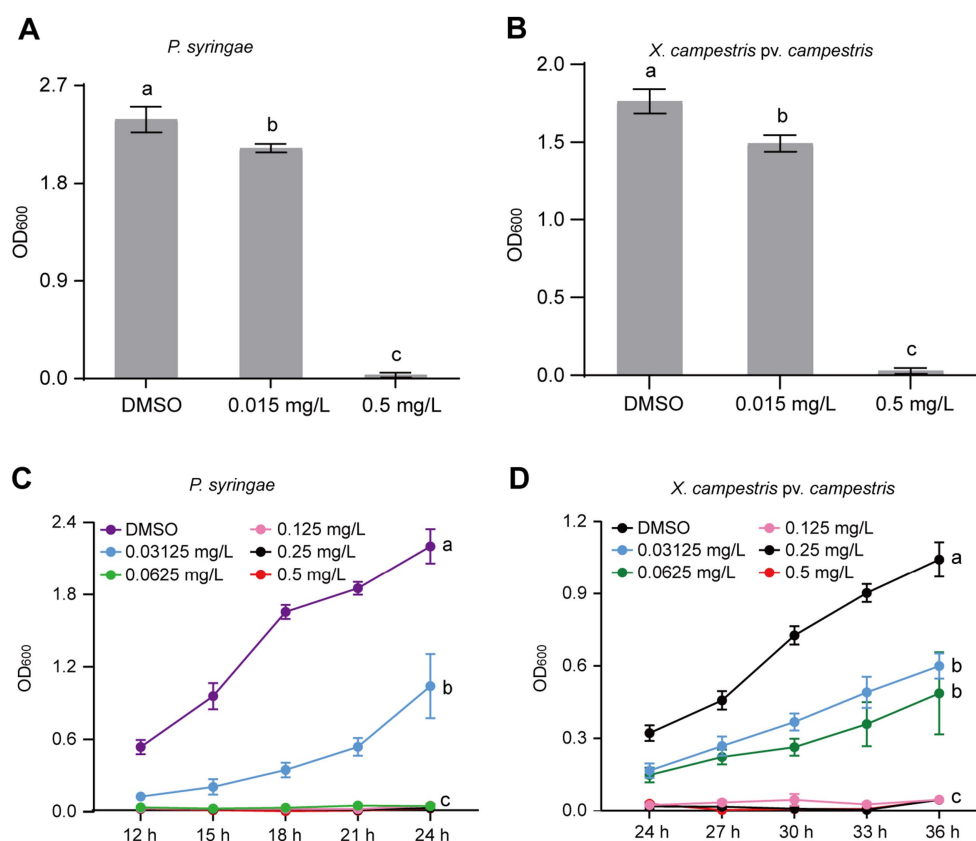 A
P. syringae
2.7
1.8
0.9
0.0
OD600
a
b
c
DMSO
0.015 mg/L
0.5 mg/L
B
X. campestris pv. campestris
2.0
1.5
1.0
0.5
0.0
OD600
a
b
c
DMSO
0.015 mg/L
0.5 mg/L
C
P. syringae
DMSO
0.03125 mg/L
0.0625 mg/L
0.125 mg/L
0.25 mg/L
0.5 mg/L
2.4
1.8
1.2
0.6
0.0
OD600
a
b
c
12 h
15 h
18 h
21 h
24 h
D
X. campestris pv. campestris
DMSO
0.03125 mg/L
0.0625 mg/L
0.125 mg/L
0.25 mg/L
0.5 mg/L
1.2
0.9
0.6
0.3
0.0
OD600
a
b
b
c
24 h
27 h
30 h
33 h
36 h